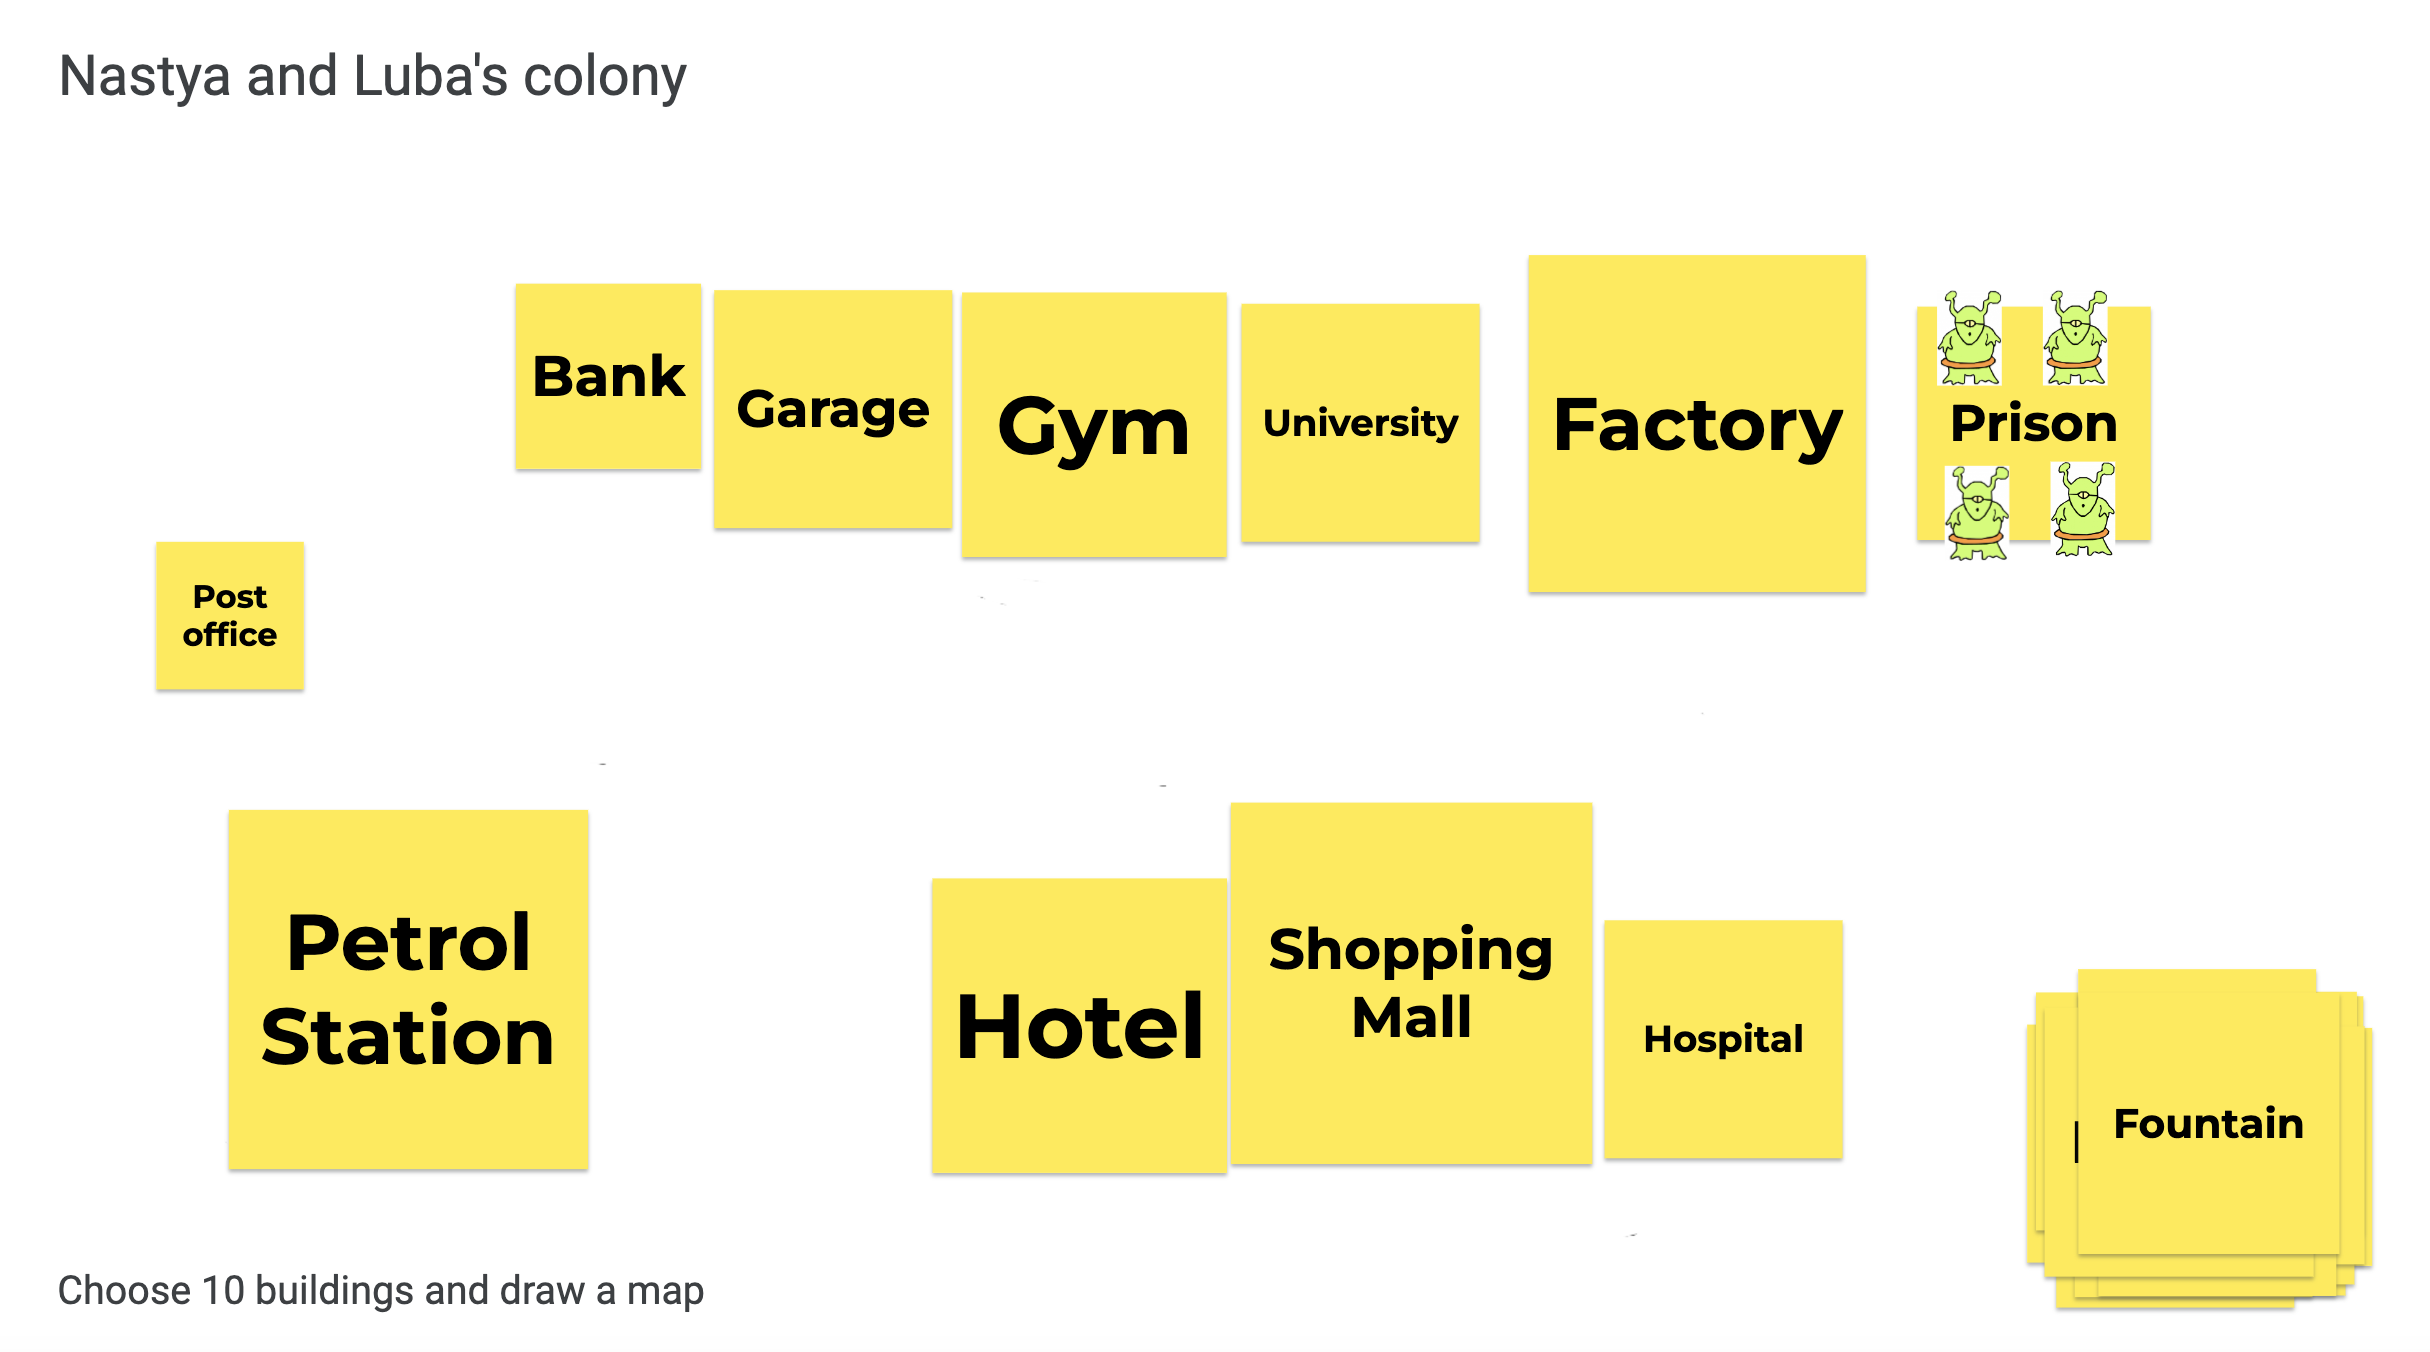 Nastya and Luba's colony
Bank
Garage
Gym
University
Factory
Prison
Post
office
Petrol
Station
Hotel
Shopping
Mall
Hospital
Fountain
Choose 10 buildings and draw a map